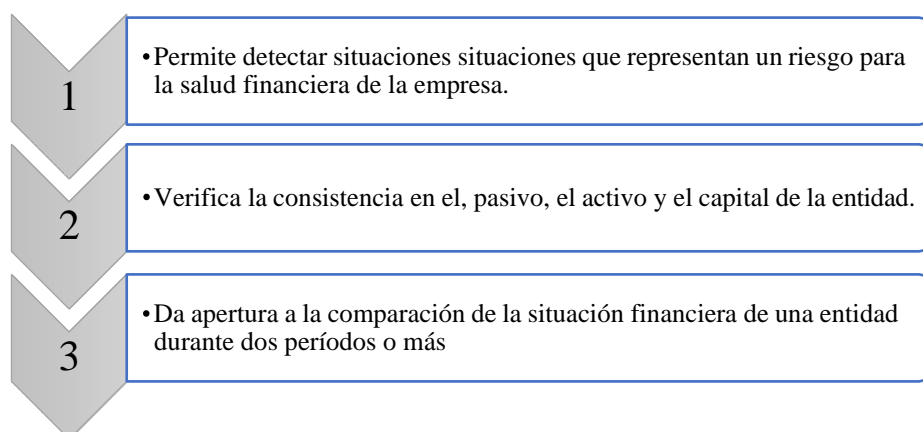 1
•Permite detectar situaciones situaciones que representan un riesgo para
la salud financiera de la empresa.
2
•Verifica la consistencia en el, pasivo, el activo y el capital de la entidad.
3
•Da apertura a la comparación de la situación financiera de una entidad
durante dos períodos o más